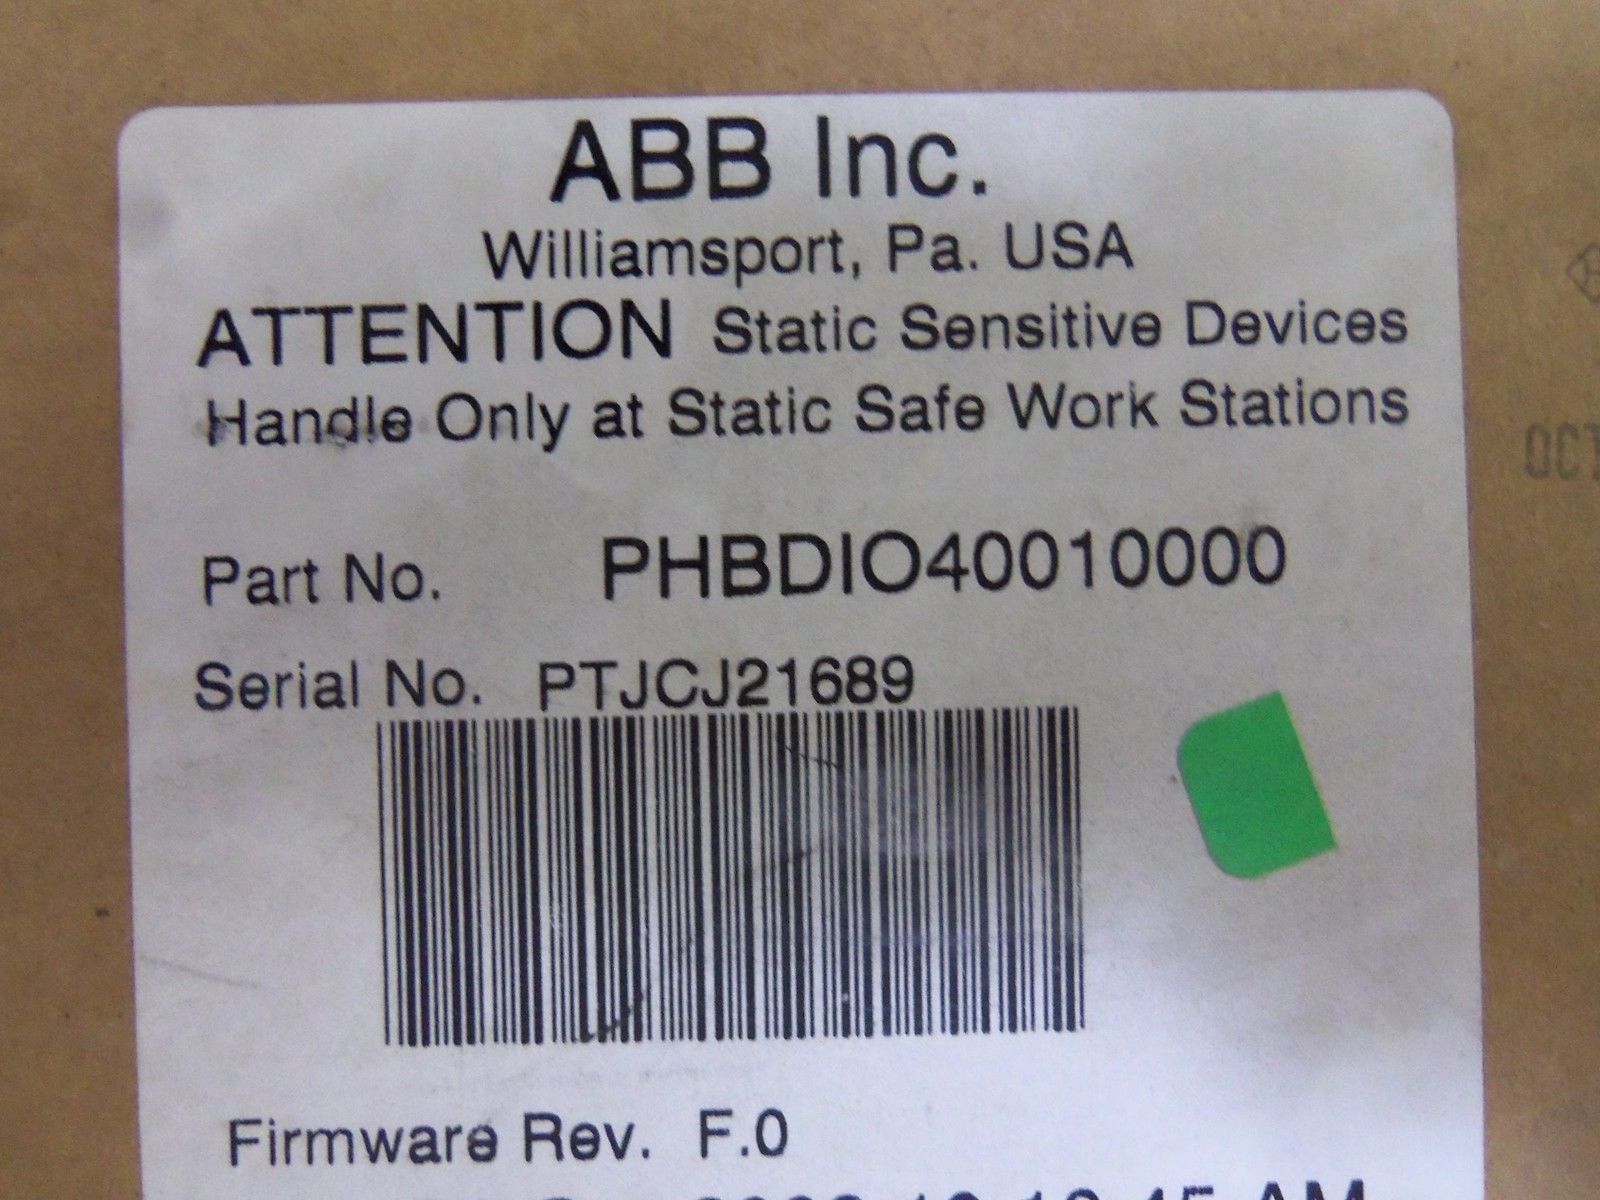 ABB Inc.
Williamsport, Pa. USA
ATTENTION Static Sensitive Devices
Handle Only at Static Safe Work Stations
Part No. PHBDIO40010000
Serial No. PTJCJ21689
Firmware Rev. F.0
AM